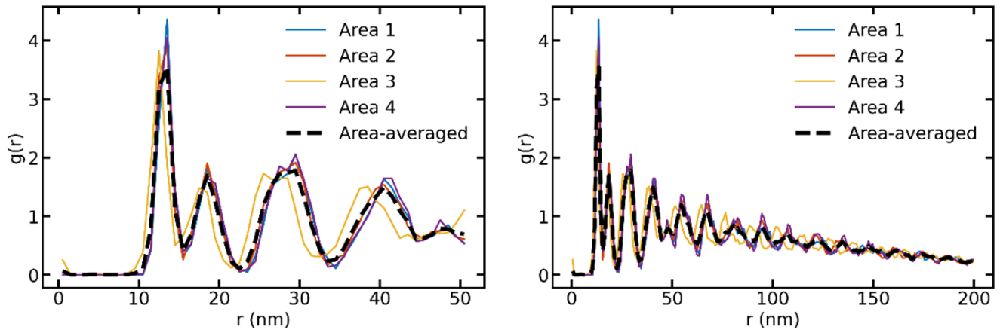 4
3
2
1
0
g(r)
Area 1
Area 2
Area 3
Area 4
Area-averaged
0 10 20 30 40 50
r (nm)
4
3
2
1
0
g(r)
Area 1
Area 2
Area 3
Area 4
Area-averaged
0 50 100 150 200
r (nm)